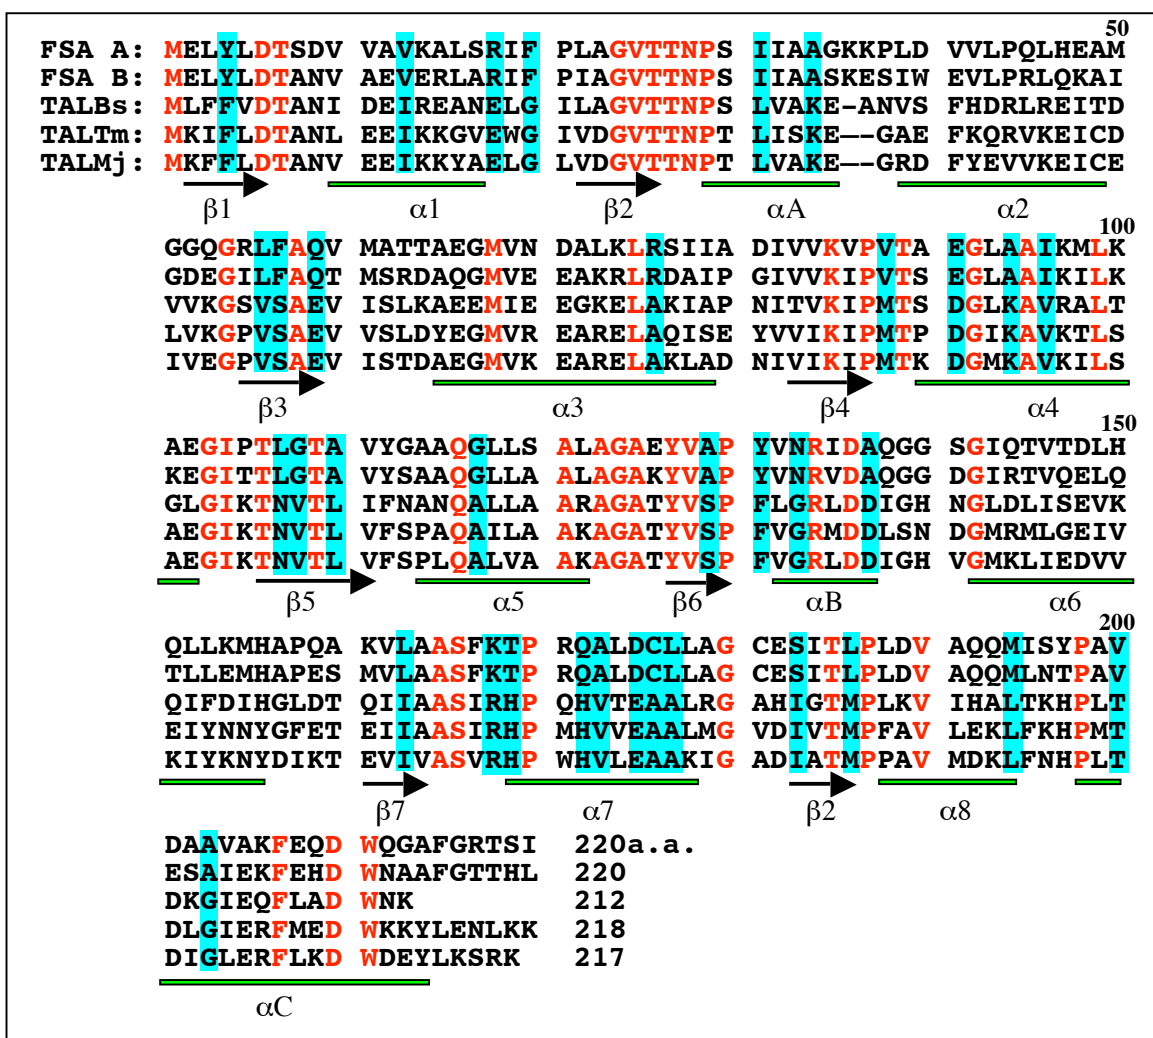 50
FSA A: MELYLDTSDV VAVKALSRIF PLAGVTTNPS IIAAGKKPLD VVLPQLHEAM
FSA B: MELYLDTANV AEVERLARIF PIAGVTTNPS IIAASKESIW EVLPRLQKAI
TALBs: MLFFVDTANI DEIREANELG ILAGVTTNPS LVAKE-ANVS FHDRLREITD
TALTm: MKIFLDTANL EEIKKGVEWG IVDGVTTNPT LISKE--GAE FKQRVKEICD
TALMj: MKFFLDTANV EEIKKYAELG LVDGVTTNPT LVAKE--GRD FYEVVKEICE
β1 α1 β2 αA α2
100
GGQGRLFAQV MATTAEGMVN DALKLRSIIA DIVVKVPVTA EGLAAIKMLK
GDEGILFAQT MSRDAQGMVE EAKRLRDAIP GIVVKIPVTS EGLAAIKILK
VVKGSVSAEV ISLKAEEMIE EGKELAKIAP NITVKIPMTS DGLKAVRALT
LVKGPVSAEV VSLDYEGMVR EARELAQISE YVVIKIPMTP DGIKAVKTLS
IVEGPVSAEV ISTDAEGMVK EARELAKLAD NIVIKIPMTK DGMKAVKILS
β3 α3 β4 α4
150
AEGIPTLGTA VYGAAQGLLS ALAGAEYVAP YVNRIDAQGG SGIQTVTDLH
KEGITTLGTA VYSAAQGLLA ALAGAKYVAP YVNRVDAQGG DGIRTVQELQ
GLGIKTNVTL IFNANQALLA ARAGATYVSP FLGRLDDIGH NGLDLISEVK
AEGIKTNVTL VFSPAQAILA AKAGATYVSP FVGRMDDLSN DGMRMLGEIV
AEGIKTNVTL VFSPLQALVA AKAGATYVSP FVGRLDDIGH VGMKLIEDVV
β5 α5 β6 αB α6
200
QLLKMHAPQA KVLAASFKTP RQALDCLLAG CESITLPLDV AQQMISYPAV
TLLEMHAPES MVLAASFKTP RQALDCLLAG CESITLPLDV AQQMLNTPAV
QIFDIHGLDT QIIAASIRHP QHVTEAALRG AHIGTMPLKV IHALTKHPLT
EIYNNYGFET EIIAASIRHP MHVVEAALMG VDIVTMPFAV LEKLFKHPMT
KIYKNYDIKT EVIVASVRHP WHVLEAAKIG ADIATMPPAV MDKLFNHPLT
β7 α7 β2 α8
DAAVAKFEQD WQGAFGRTSI 220a.a.
ESAIEKFEHD WNAAFGTTHL 220
DKGIEQFLAD WNK 212
DLGIERFMED WKKYLENLKK 218
DIGLERFLKD WDEYLKSRK 217
αC